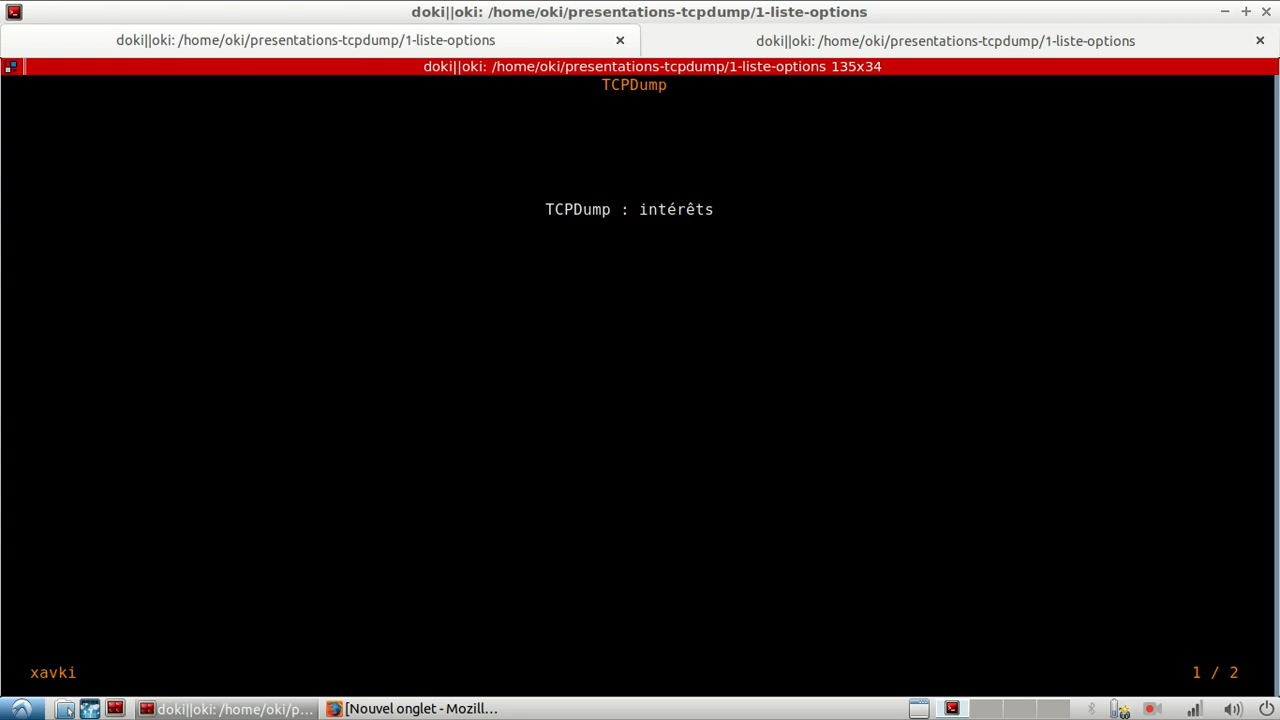 doki||oki: /home/oki/presentations-tcpdump/1-liste-options
doki||oki: /home/oki/presentations-tcpdump/1-liste-options
doki||oki: /home/oki/presentations-tcpdump/1-liste-options
doki||oki: /home/oki/presentations-tcpdump/1-liste-options 135x34
TCPDump
TCPDump : intérêts
xavki
1 / 2
doki||oki: /home/oki/p...
[Nouvel onglet - Mozill...